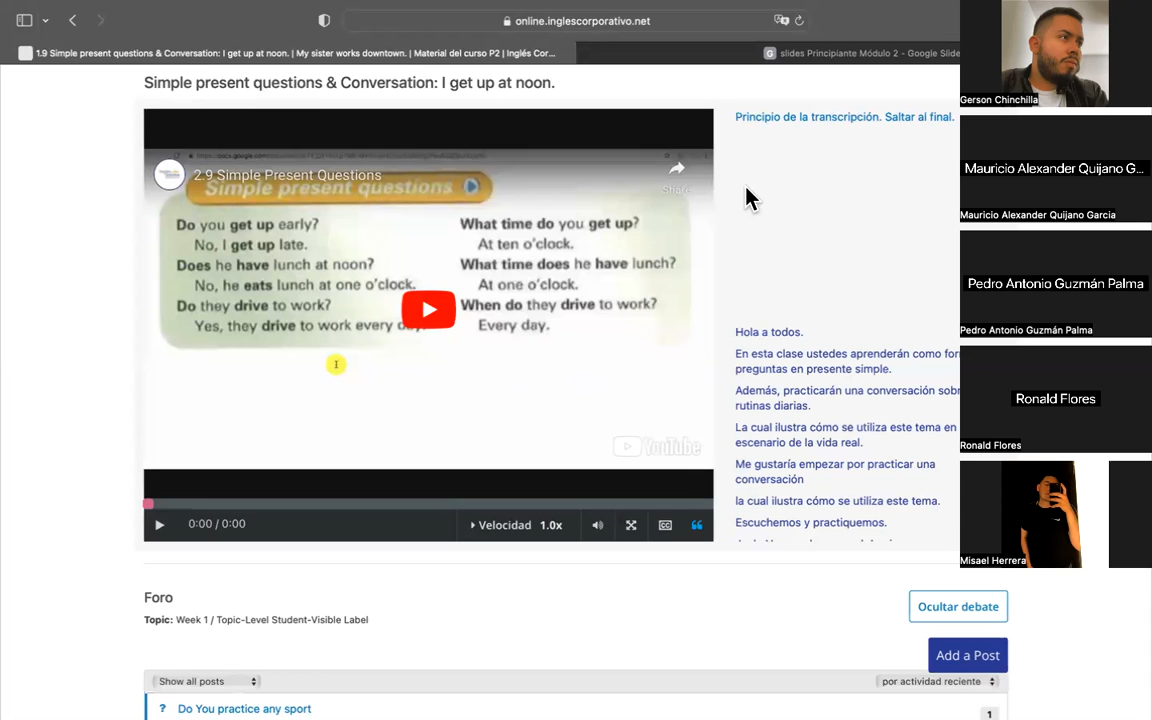 online.inglescorporativo.net
1.9 Simple present questions & Conversation: I get up at noon. | My sister works downtown. | Material del curso P2 | Inglés Cor...
slides Principiante Módulo 2 - Google Slide
Simple present questions & Conversation: I get up at noon.
2.9 Simple Present Questions
Share
Simple present questions
Do you get up early?
No, I get up late.
Does he have lunch at noon?
No, he eats lunch at one o'clock.
Do they drive to work?
Yes, they drive to work every
What time do you get up?
At ten o'clock.
What time does he have lunch?
At one o'clock.
When do they drive to work?
Every day.
YouTube
0:00 / 0:00
Velocidad 1.0x
CC
Principio de la transcripción. Saltar al final.
Hola a todos.
En esta clase ustedes aprenderán como for
preguntas en presente simple.
Además, practicarán una conversación sob
rutinas diarias.
La cual ilustra cómo se utiliza este tema en
escenario de la vida real.
Me gustaría empezar por practicar una
conversación
la cual ilustra cómo se utiliza este tema.
Escuchemos y practiquemos.
Gerson Chinchilla
Mauricio Alexander Quijano G...
Mauricio Alexander Quijano Garcia
Pedro Antonio Guzmán Palma
Pedro Antonio Guzmán Palma
Ronald Flores
Ronald Flores
Misael Herrera
Foro
Ocultar debate
Topic: Week 1 / Topic-Level Student-Visible Label
Add a Post
Show all posts
por actividad reciente
? Do You practice any sport
1